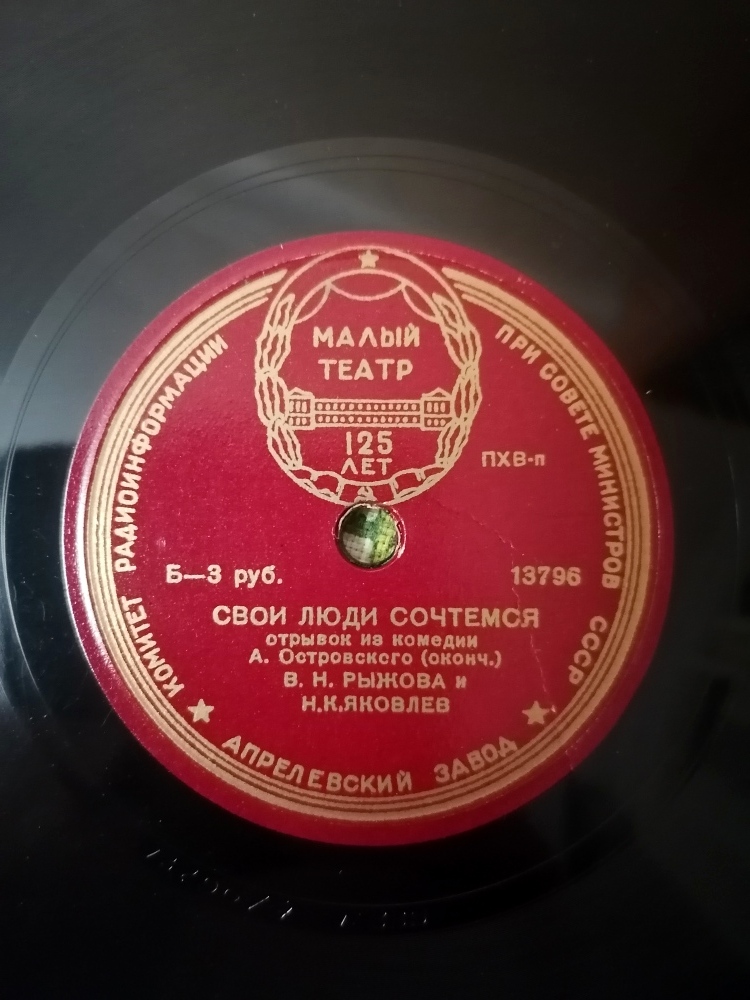 КОМИТЕТ РАДИОИНФОРМАЦИИ ПРИ СОВЕТЕ МИНИСТРОВ СССР
МАЛЫЙ
ТЕАТР
125
ЛЕТ
ПХВ-п
Б—3 руб. 13796
СВОИ ЛЮДИ СОЧТЕМСЯ
отрывок из комедии
А. Островского (оконч.)
В. Н. РЫЖОВА и
Н.К.ЯКОВЛЕВ
АПРЕЛЕВСКИЙ ЗАВОД